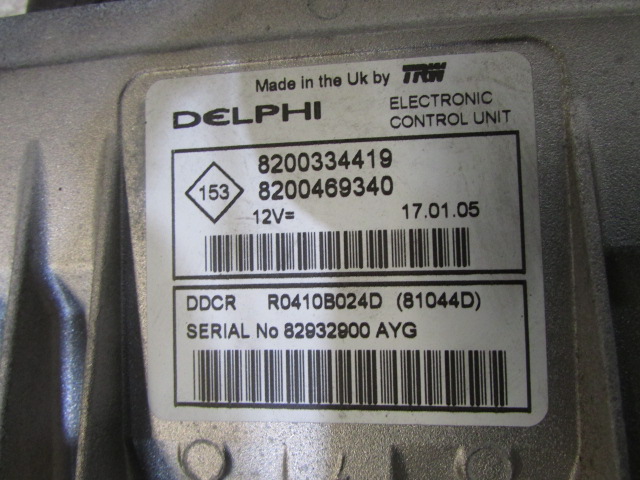 Made in the Uk by TRW
DELPHI
ELECTRONIC
CONTROL UNIT
153
8200334419
8200469340
12V= 17.01.05
DDCR R0410B024D (81044D)
SERIAL No 82932900 AYG